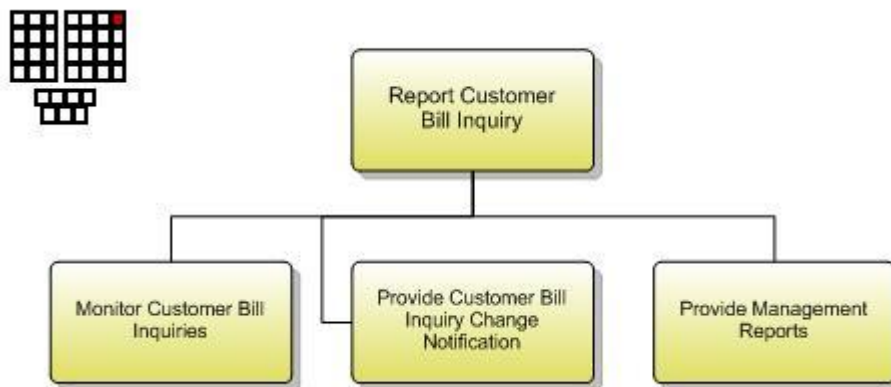 Report Customer
Bill Inquiry
Monitor Customer Bill
Inquiries
Provide Customer Bill
Inquiry Change
Notification
Provide Management
Reports